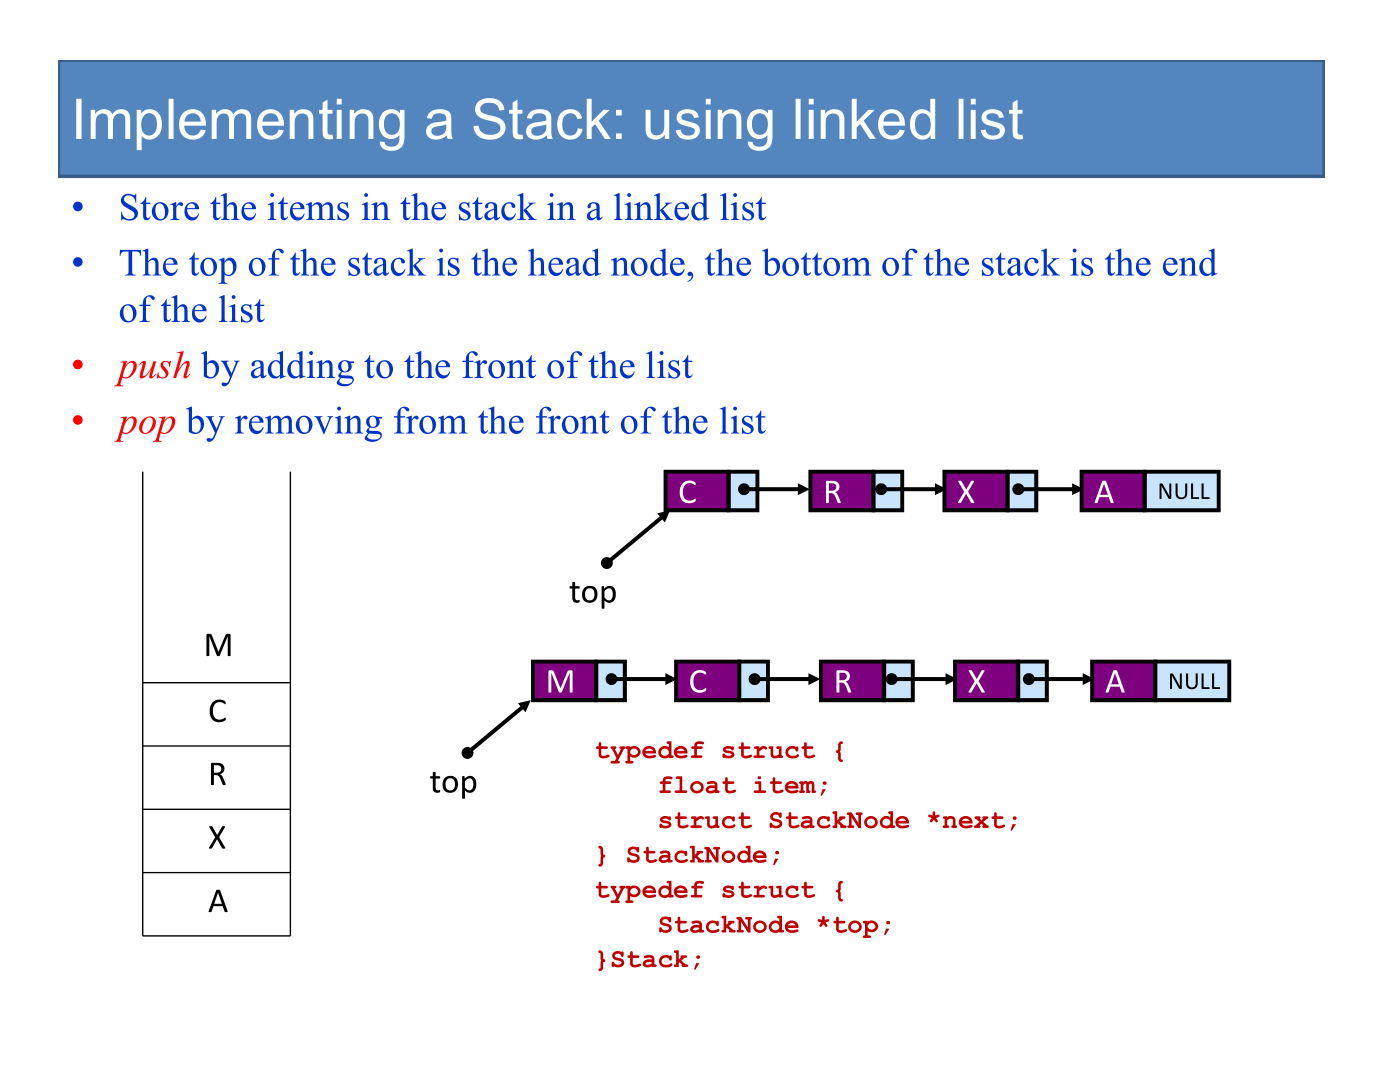 Implementing a Stack: using linked list
• Store the items in the stack in a linked list
• The top of the stack is the head node, the bottom of the stack is the end
of the list
• push by adding to the front of the list
• pop by removing from the front of the list
C R X A NULL
top
M
C
R
X
A
M C R X A NULL
top
typedef struct {
    float item;
    struct StackNode *next;
} StackNode;
typedef struct {
    StackNode *top;
}Stack;